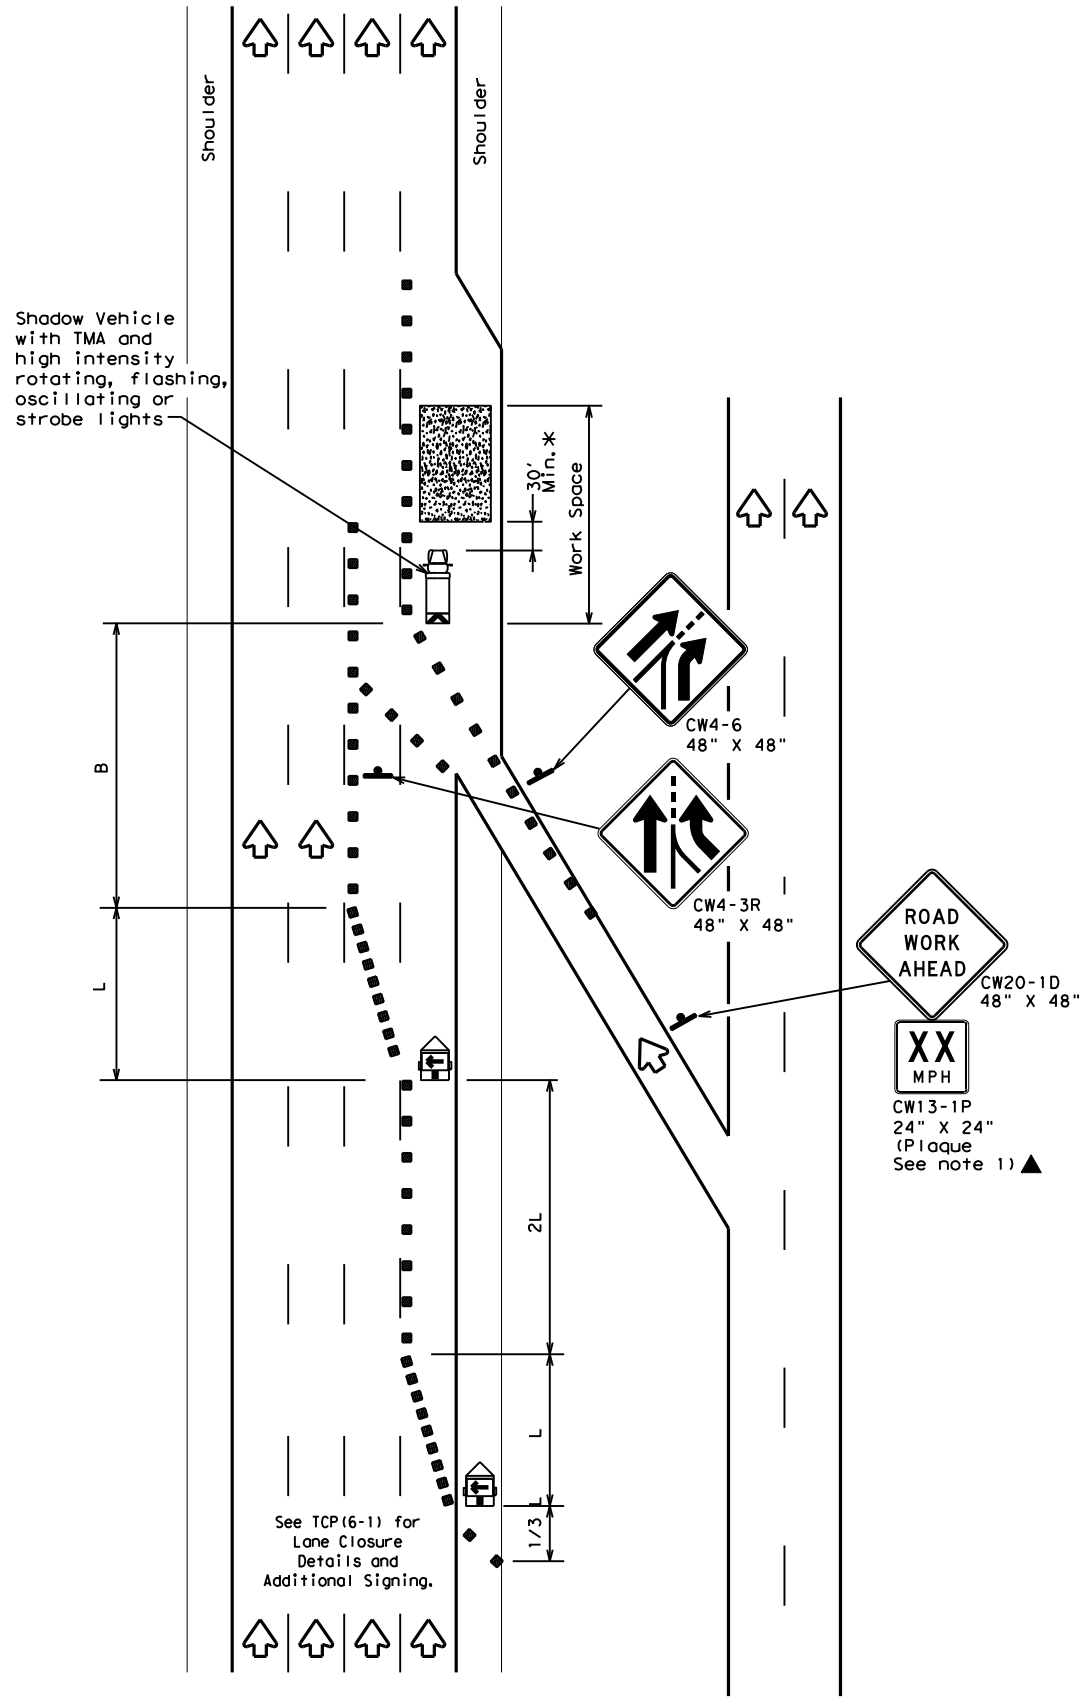 Shoulder
Shoulder
Shadow Vehicle
with TMA and
high intensity
rotating, flashing,
oscillating or
strobe lights
30'
Min.*
Work Space
CW4-6
48" X 48"
B
CW4-3R
48" X 48"
ROAD
WORK
AHEAD
CW20-1D
48" X 48"
L
XX
MPH
CW13-1P
24" X 24"
(Plaque
See note 1)▲
2L
L
1/3 L
See TCP(6-1) for
Lane Closure
Details and
Additional Signing.